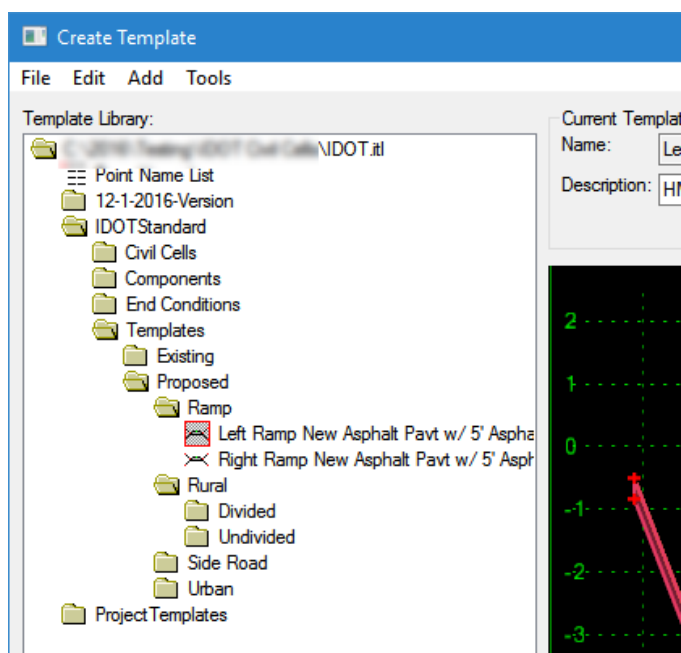 Create Template
File Edit Add Tools
Template Library:
\IDOT.itl
Point Name List
12-1-2016-Version
IDOTStandard
Civil Cells
Components
End Conditions
Templates
Existing
Proposed
Ramp
Left Ramp New Asphalt Pavt w/ 5' Aspha
Right Ramp New Asphalt Pavt w/ 5' Asph
Rural
Divided
Undivided
Side Road
Urban
ProjectTemplates
Current Templat
Name: Le
Description: HM
2
1
0
-1
-2
-3